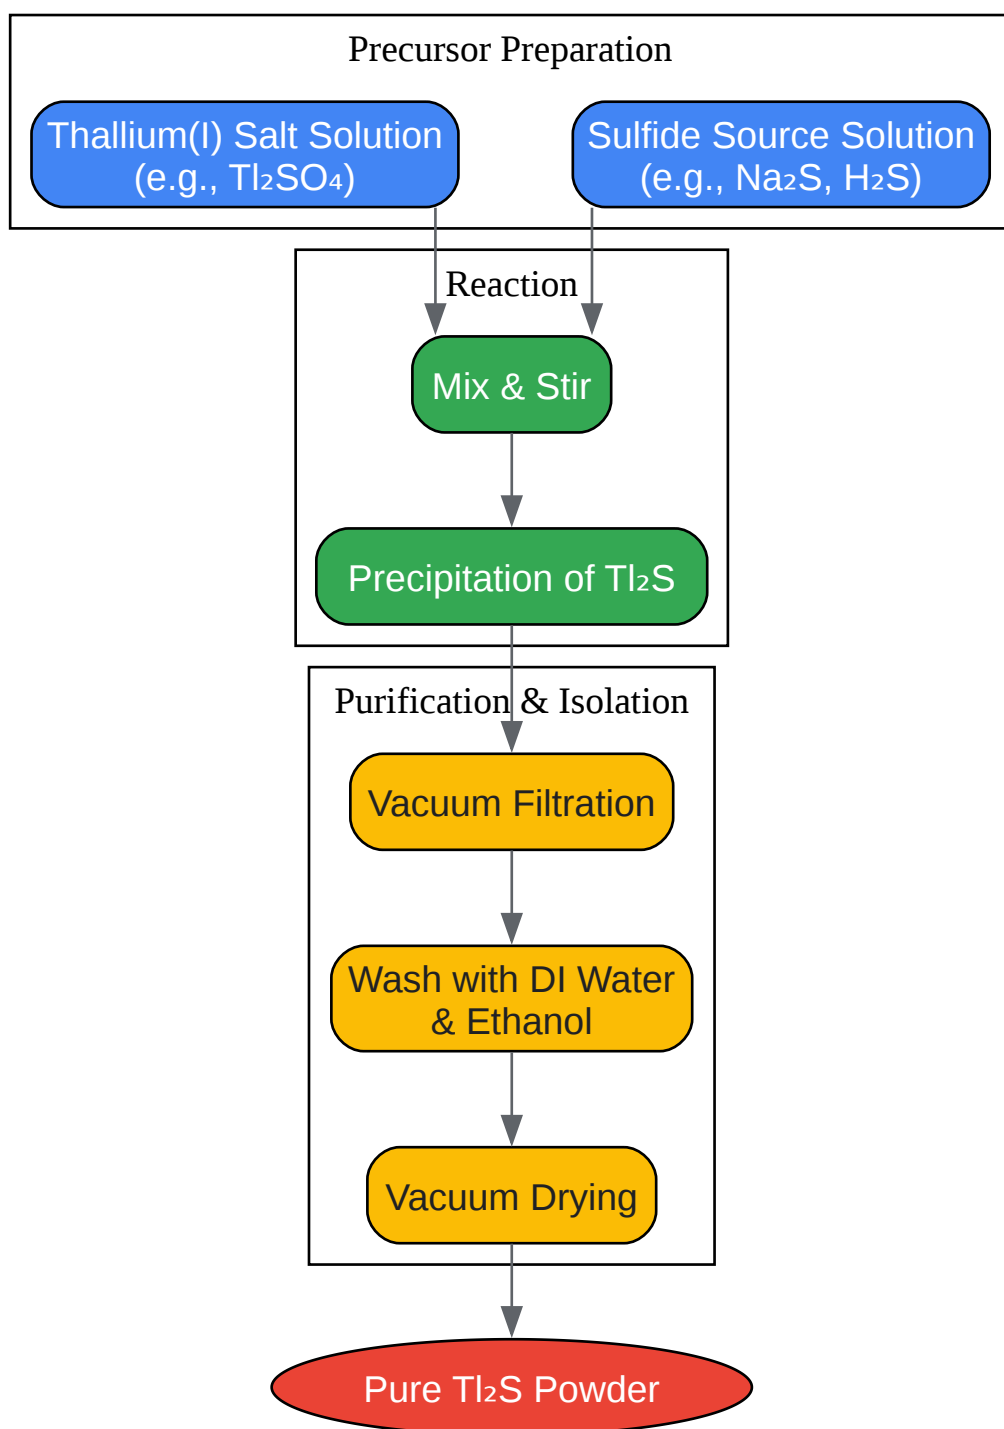 Precursor Preparation
Thallium(I) Salt Solution
(e.g., Tl₂SO₄)
Sulfide Source Solution
(e.g., Na₂S, H₂S)
Reaction
Mix & Stir
Precipitation of Tl₂S
Purification & Isolation
Vacuum Filtration
Wash with DI Water
& Ethanol
Vacuum Drying
Pure Tl₂S Powder